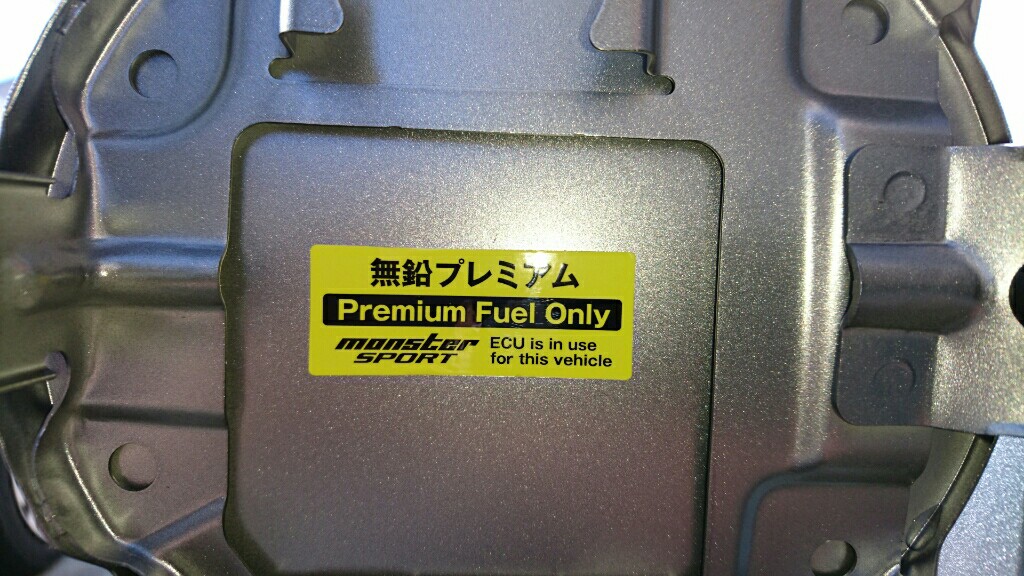 無鉛プレミアム
Premium Fuel Only
monster SPORT
ECU is in use
for this vehicle